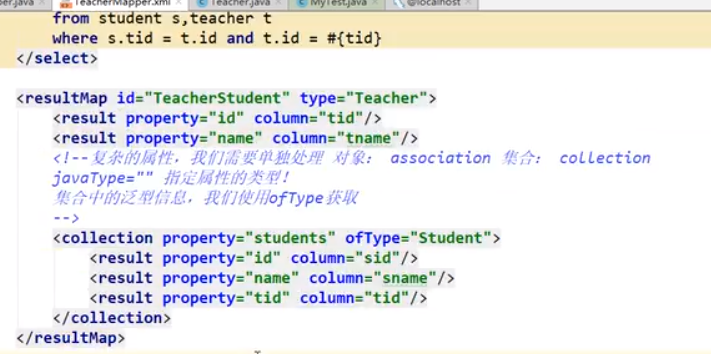 TeacherMapper.xml Teacher.java MyTest.java @localhost
from student s,teacher t
where s.tid = t.id and t.id = #{tid}
</select>
<resultMap id="TeacherStudent" type="Teacher">
<result property="id" column="tid"/>
<result property="name" column="tname"/>
<!--复杂的属性，我们需要单独处理 对象： association 集合： collection
javaType="" 指定属性的类型！
集合中的泛型信息，我们使用ofType获取
-->
<collection property="students" ofType="Student">
<result property="id" column="sid"/>
<result property="name" column="sname"/>
<result property="tid" column="tid"/>
</collection>
</resultMap>